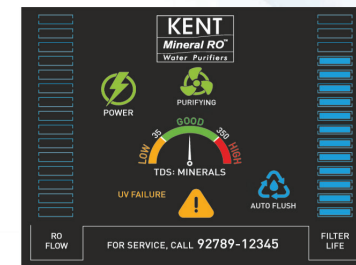 KENT
Mineral RO™
Water Purifiers
POWER
PURIFYING
LOW 35 GOOD 350 HIGH
TDS: MINERALS
UV FAILURE
AUTO FLUSH
RO
FLOW
FOR SERVICE, CALL 92789-12345
FILTER
LIFE